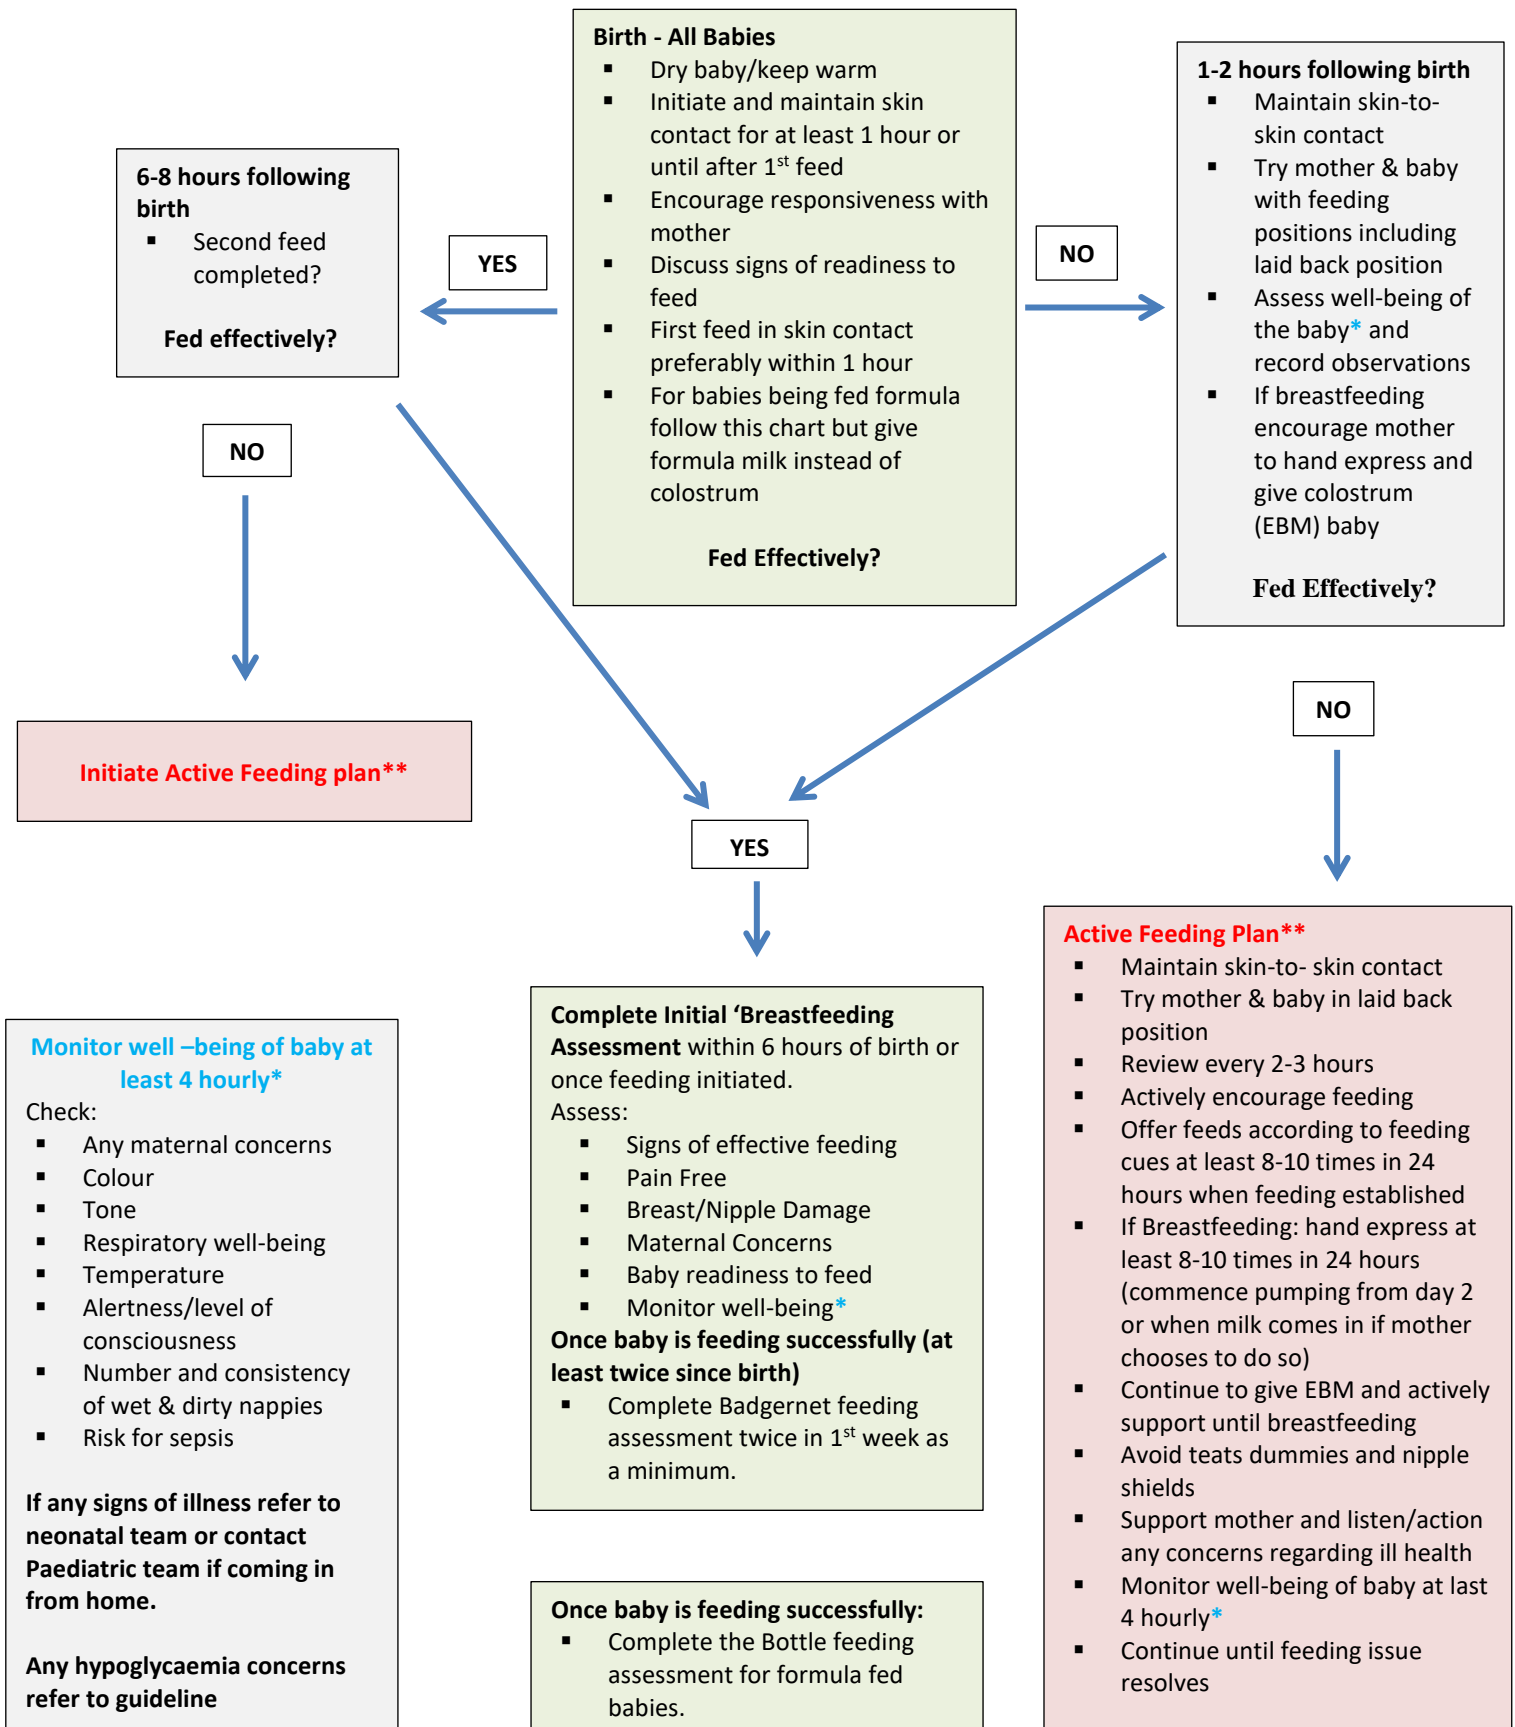 Birth - All Babies
▪ Dry baby/keep warm
▪ Initiate and maintain skin
contact for at least 1 hour or
until after 1st feed
▪ Encourage responsiveness with
mother
▪ Discuss signs of readiness to
feed
▪ First feed in skin contact
preferably within 1 hour
▪ For babies being fed formula
follow this chart but give
formula milk instead of
colostrum
Fed Effectively?
YES
6-8 hours following
birth
▪ Second feed
completed?
Fed effectively?
NO
Initiate Active Feeding plan**
NO
1-2 hours following birth
▪ Maintain skin-to-
skin contact
▪ Try mother & baby
with feeding
positions including
laid back position
▪ Assess well-being of
the baby* and
record observations
▪ If breastfeeding
encourage mother
to hand express and
give colostrum
(EBM) baby
Fed Effectively?
NO
YES
Monitor well –being of baby at
least 4 hourly*
Check:
▪ Any maternal concerns
▪ Colour
▪ Tone
▪ Respiratory well-being
▪ Temperature
▪ Alertness/level of
consciousness
▪ Number and consistency
of wet & dirty nappies
▪ Risk for sepsis
If any signs of illness refer to
neonatal team or contact
Paediatric team if coming in
from home.
Any hypoglycaemia concerns
refer to guideline
Complete Initial ‘Breastfeeding
Assessment within 6 hours of birth or
once feeding initiated.
Assess:
▪ Signs of effective feeding
▪ Pain Free
▪ Breast/Nipple Damage
▪ Maternal Concerns
▪ Baby readiness to feed
▪ Monitor well-being*
Once baby is feeding successfully (at
least twice since birth)
▪ Complete Badgernet feeding
assessment twice in 1st week as
a minimum.
Once baby is feeding successfully:
▪ Complete the Bottle feeding
assessment for formula fed
babies.
Active Feeding Plan**
▪ Maintain skin-to- skin contact
▪ Try mother & baby in laid back
position
▪ Review every 2-3 hours
▪ Actively encourage feeding
▪ Offer feeds according to feeding
cues at least 8-10 times in 24
hours when feeding established
▪ If Breastfeeding: hand express at
least 8-10 times in 24 hours
(commence pumping from day 2
or when milk comes in if mother
chooses to do so)
▪ Continue to give EBM and actively
support until breastfeeding
▪ Avoid teats dummies and nipple
shields
▪ Support mother and listen/action
any concerns regarding ill health
▪ Monitor well-being of baby at last
4 hourly*
▪ Continue until feeding issue
resolves